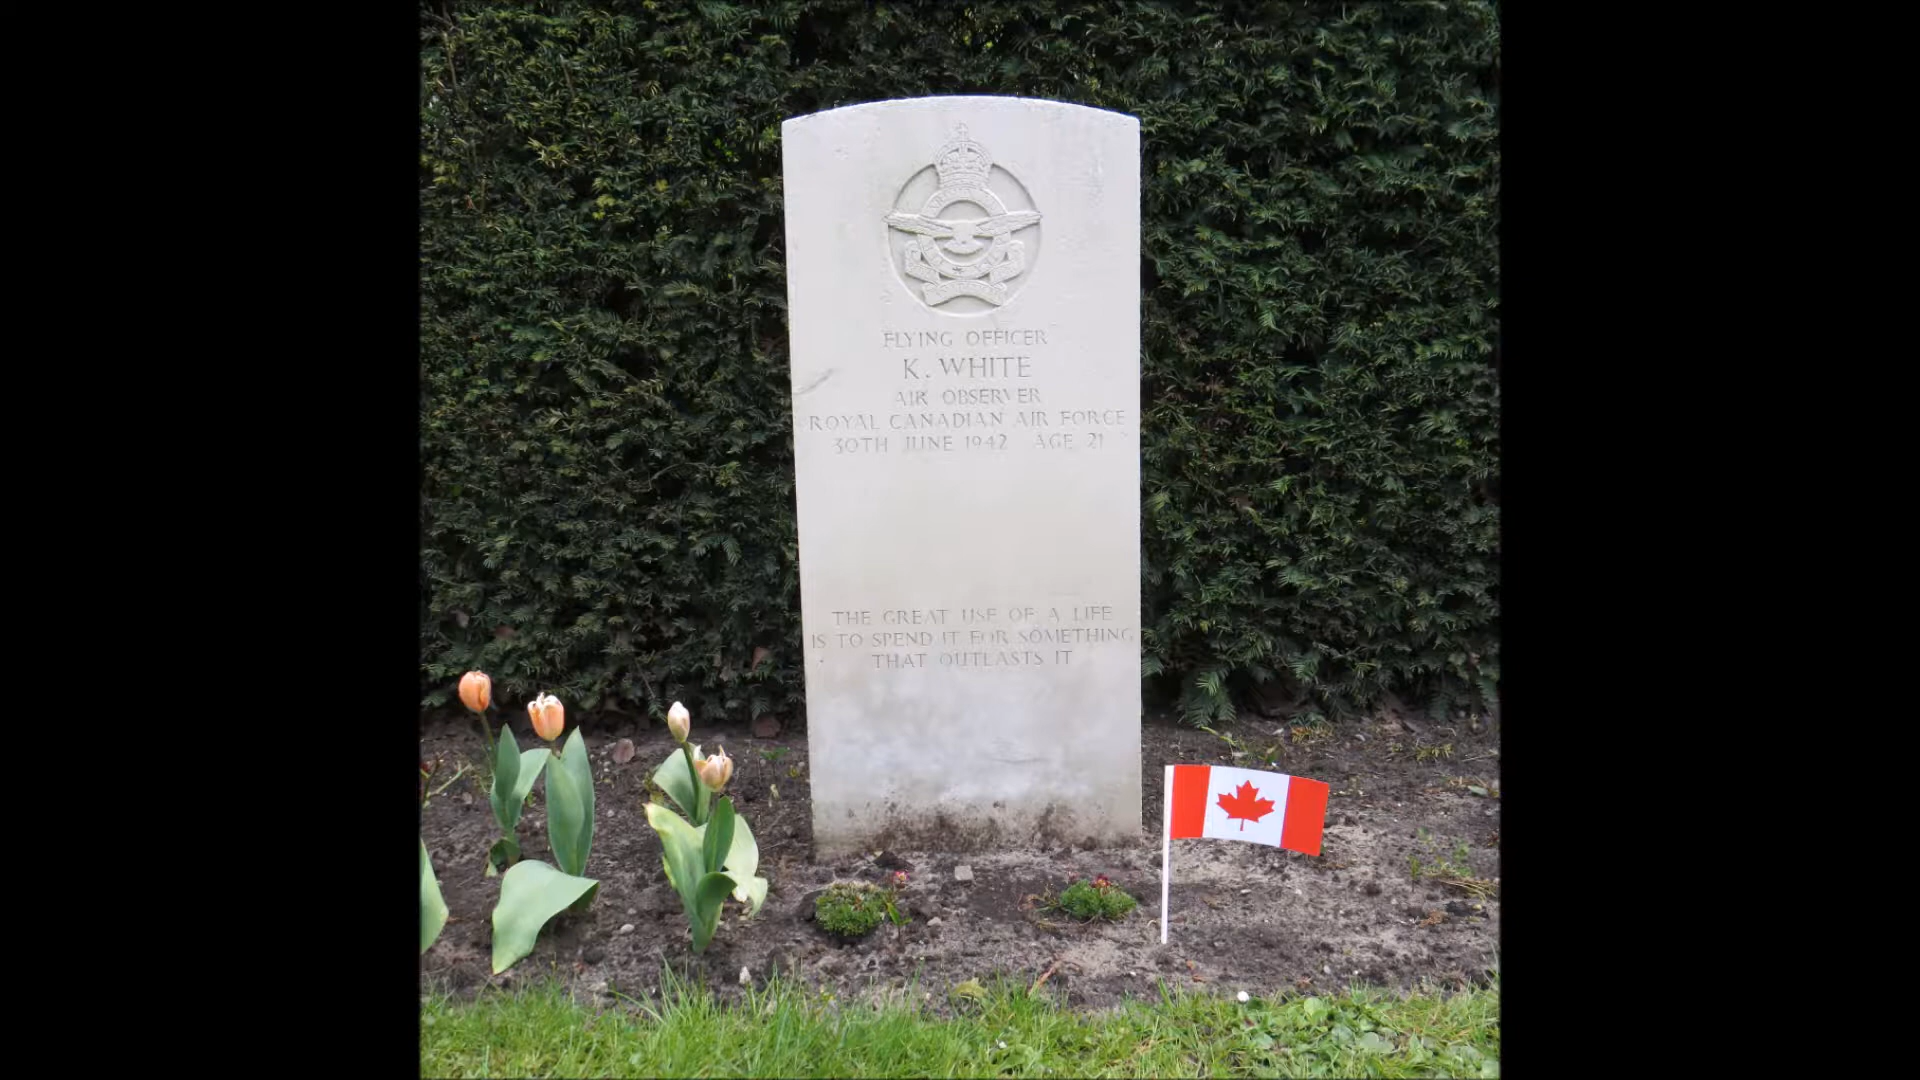 FLYING OFFICER
K. WHITE
AIR OBSERVER
ROYAL CANADIAN AIR FORCE
30TH JUNE 1942 AGE 21
THE GREAT USE OF A LIFE
IS TO SPEND IT FOR SOMETHING
THAT OUTLASTS IT